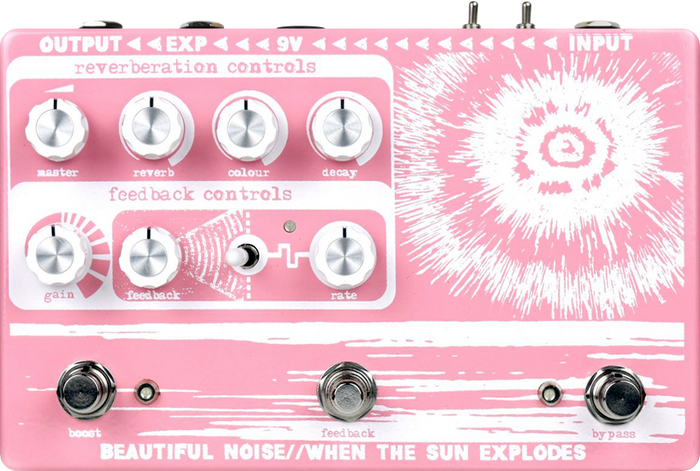 OUTPUT EXP 9V INPUT
reverberation controls
master reverb colour decay
feedback controls
gain feedback rate
boost feedback bypass
BEAUTIFUL NOISE//WHEN THE SUN EXPLODES